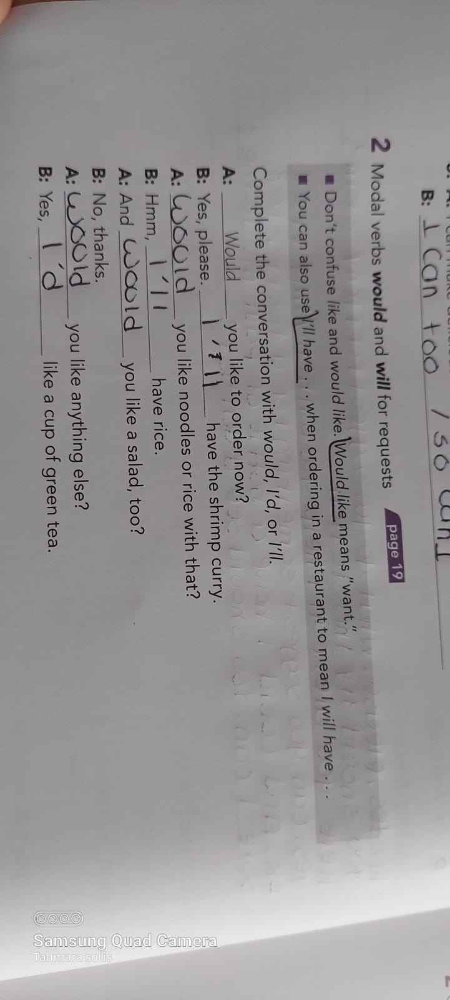 B: I can too / so can I
2 Modal verbs would and will for requests page 19
■ Don't confuse like and would like. Would like means "want."
■ You can also use I'll have . . . when ordering in a restaurant to mean I will have . . .
Complete the conversation with would, I'd, or I'll.
A: Would you like to order now?
B: Yes, please. I'll have the shrimp curry.
A: would you like noodles or rice with that?
B: Hmm, I'll have rice.
A: And would you like a salad, too?
B: No, thanks.
A: would you like anything else?
B: Yes, I'd like a cup of green tea.
Samsung Quad Camera
Tahmara solis